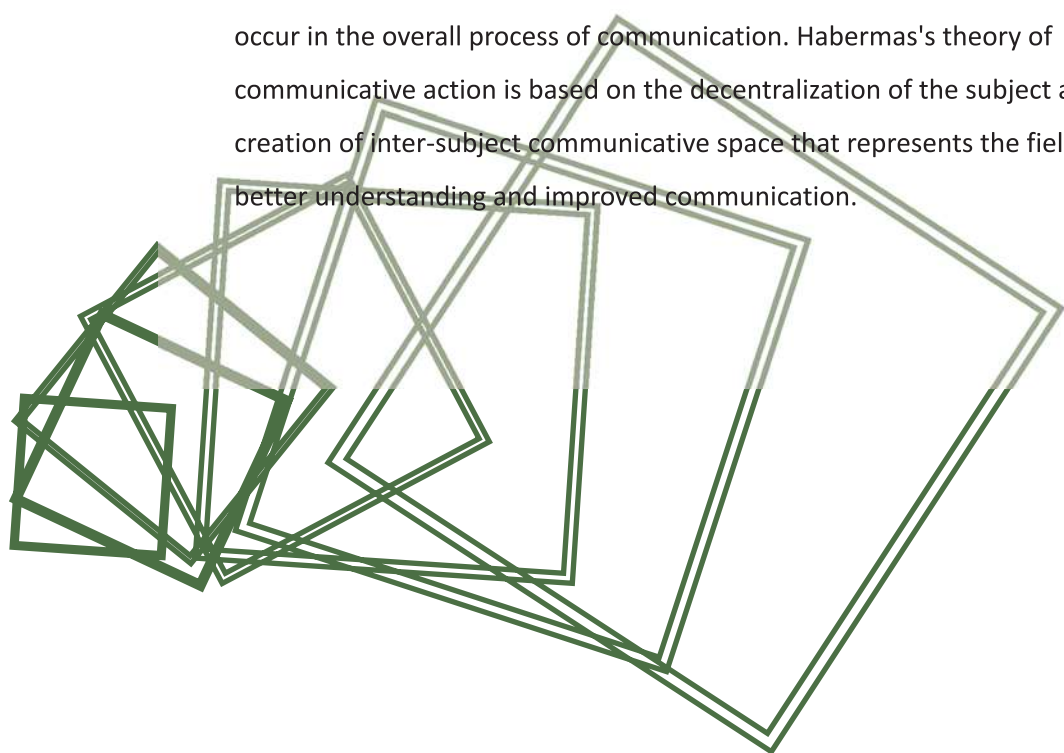 occur in the overall process of communication. Habermas's theory of
communicative action is based on the decentralization of the subject
creation of inter-subject communicative space that represents the
better understanding and improved communication.